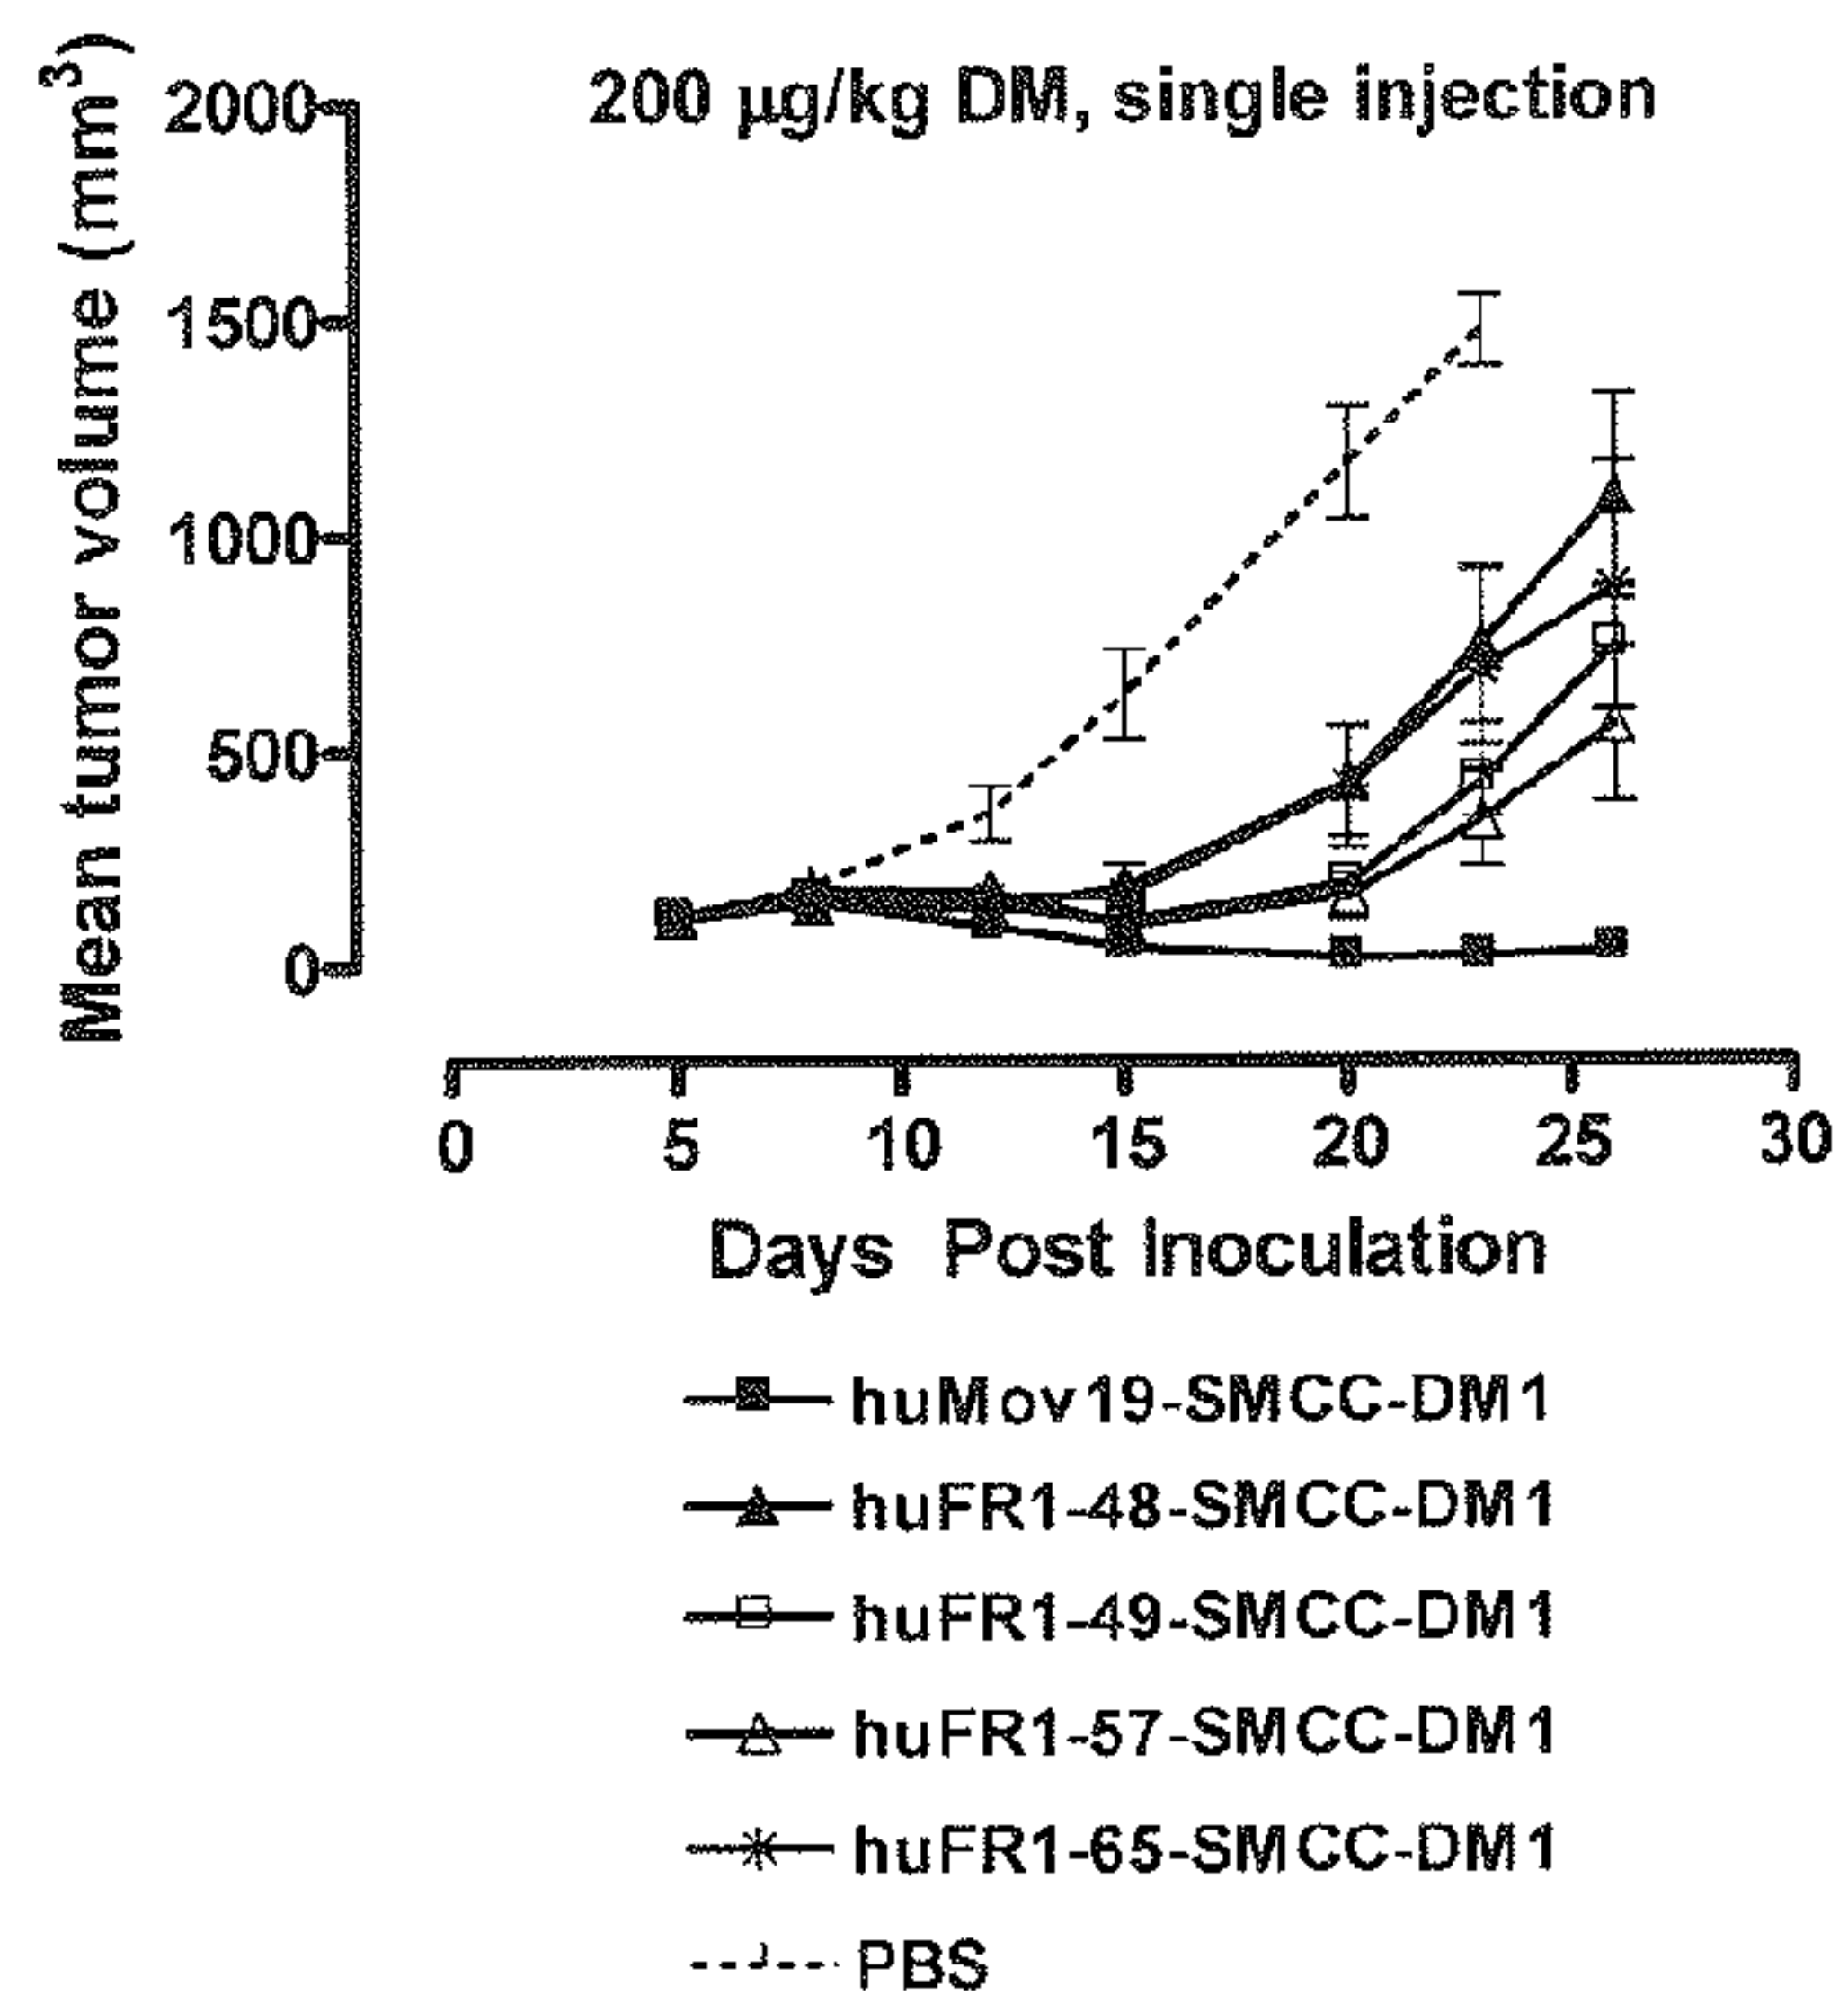 200 µg/kg DM, single injection
Mean tumor volume (mm³)
2000
1500
1000
500
0
0 5 10 15 20 25 30
Days Post Inoculation
huMov19-SMCC-DM1
huFR1-48-SMCC-DM1
huFR1-49-SMCC-DM1
huFR1-57-SMCC-DM1
huFR1-65-SMCC-DM1
PBS